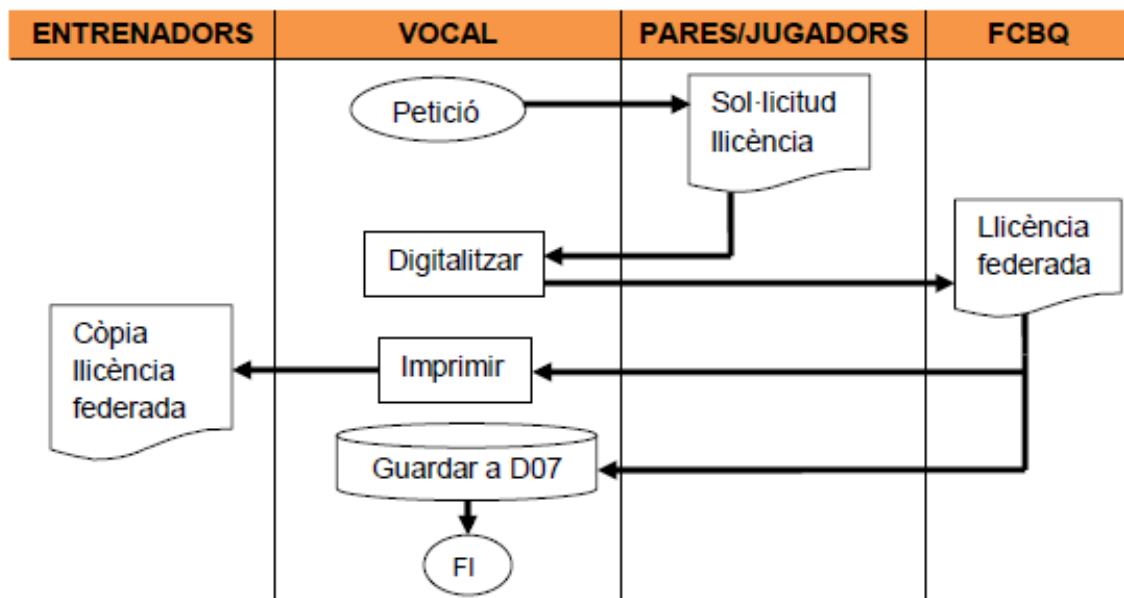 ENTRENADORS
VOCAL
PARES/JUGADORS
FCBQ
Petició
Sol·licitud
llicència
Digitalitzar
Llicència
federada
Còpia
llicència
federada
Imprimir
Guardar a D07
FI